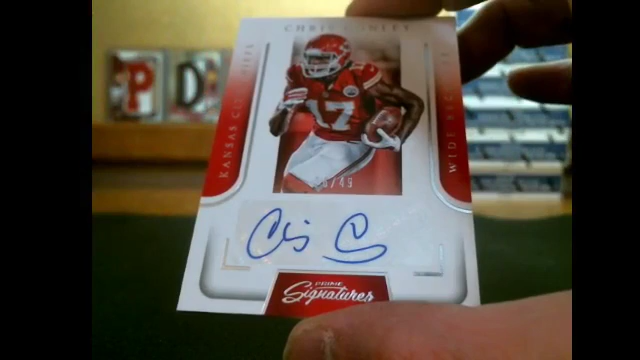 CHRIS CONLEY
KANSAS CITY CHIEFS
WIDE RECEIVER
17
/49
PRIME
Signatures
P D